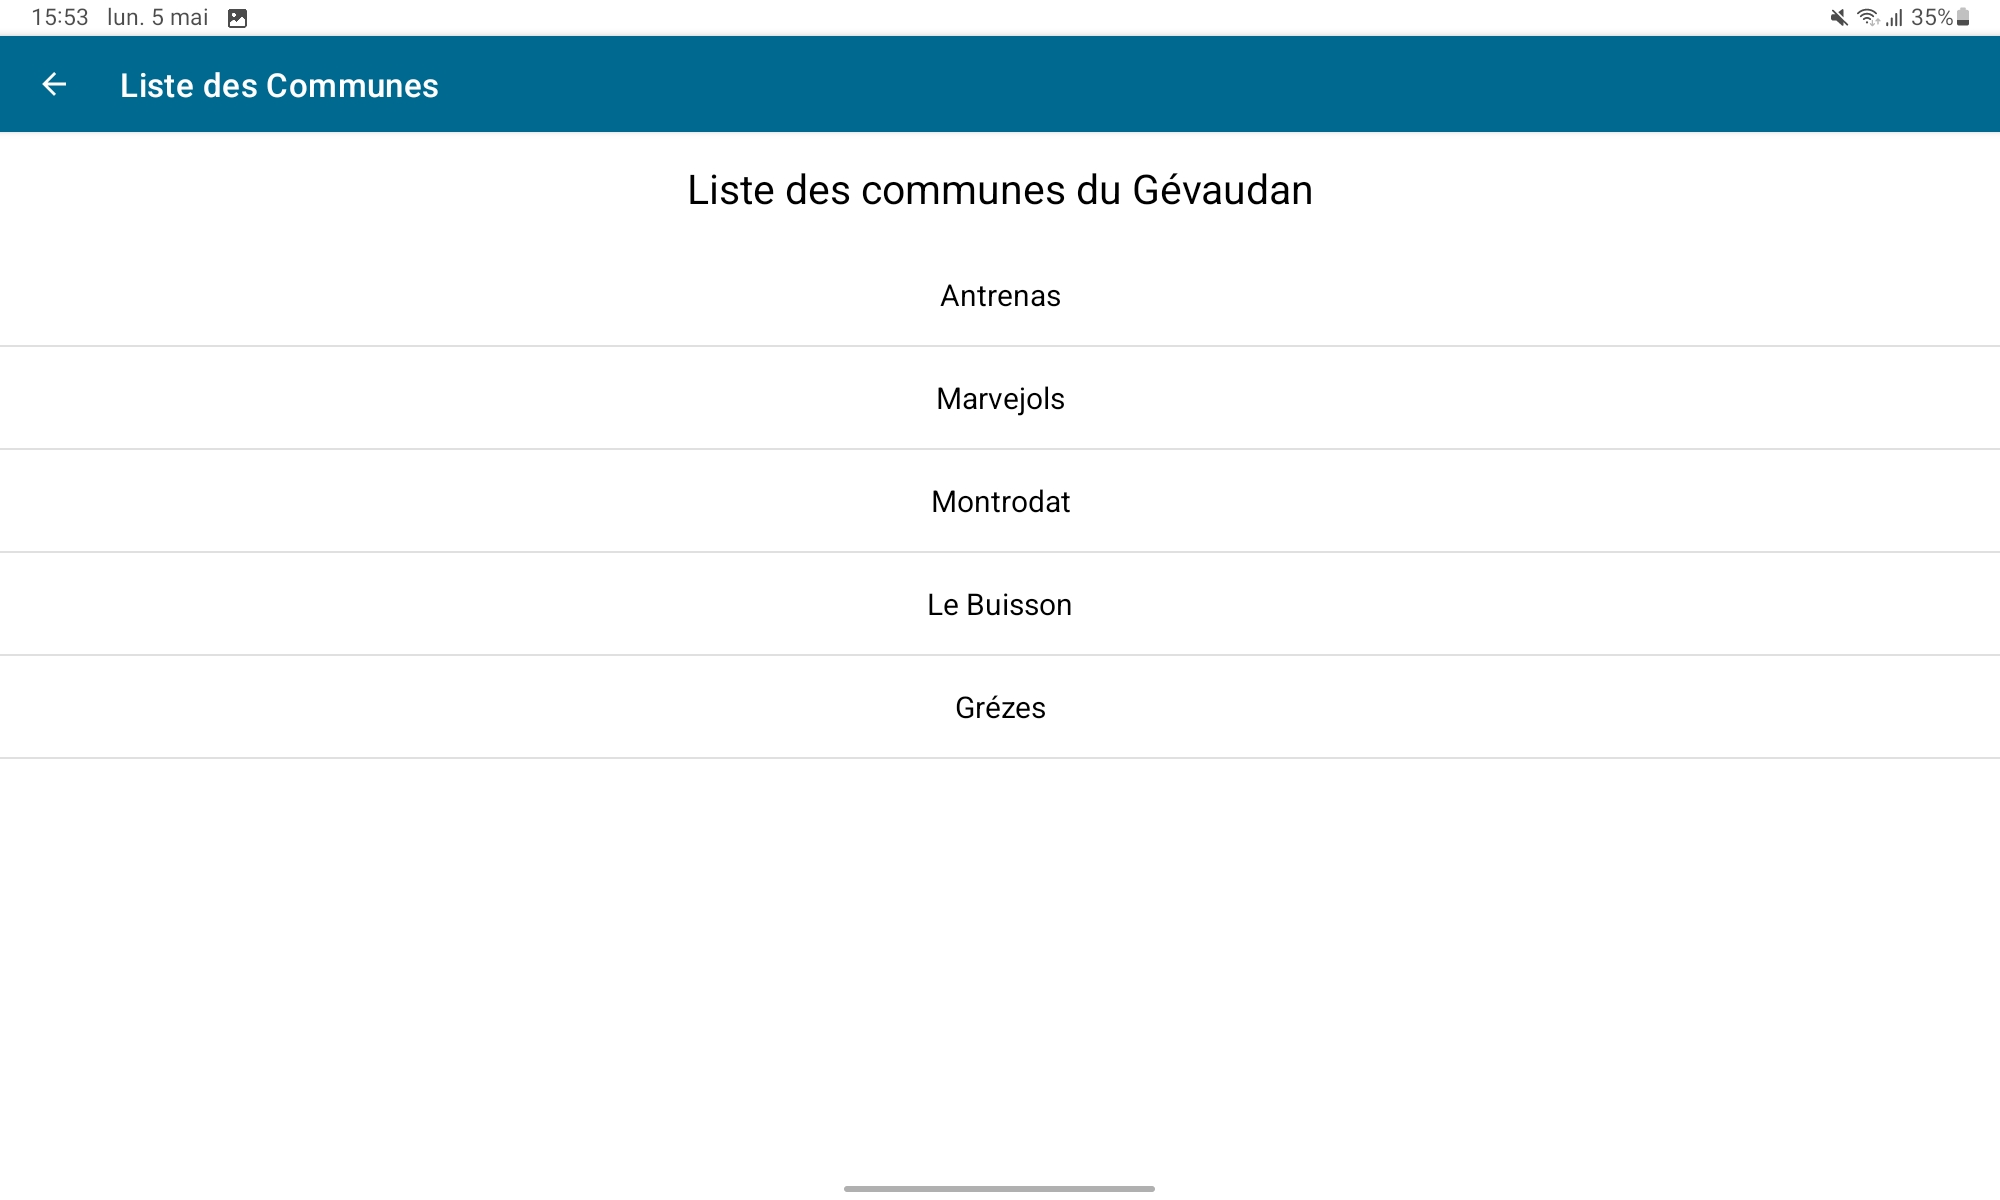 15:53 lun. 5 mai 35%
Liste des Communes
Liste des communes du Gévaudan
Antrenas
Marvejols
Montrodat
Le Buisson
Grézes